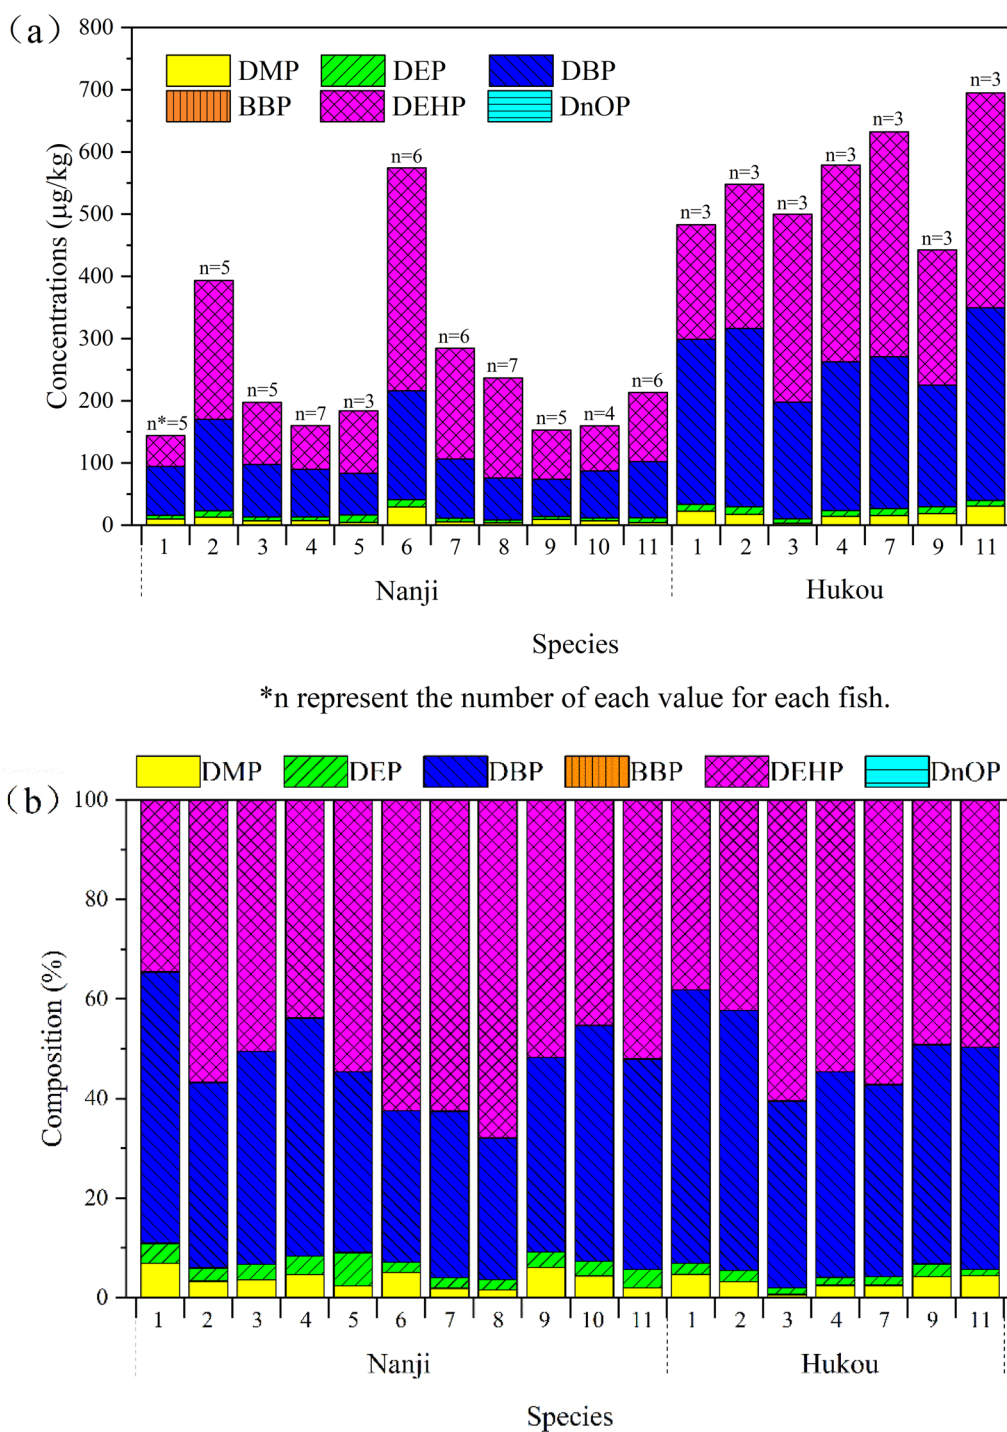 (a)
800
700
600
500
400
300
200
100
0
Concentrations (μg/kg)
DMP DEP DBP
BBP DEHP DnOP
n*=5 n=5 n=5 n=7 n=3 n=6 n=6 n=7 n=5 n=4 n=6 n=3 n=3 n=3 n=3 n=3 n=3 n=3
1 2 3 4 5 6 7 8 9 10 11 1 2 3 4 7 9 11
Nanji Hukou
Species
*n represent the number of each value for each fish.
DMP DEP DBP BBP DEHP DnOP
(b)
100
80
60
40
20
0
Composition (%)
1 2 3 4 5 6 7 8 9 10 11 1 2 3 4 7 9 11
Nanji Hukou
Species